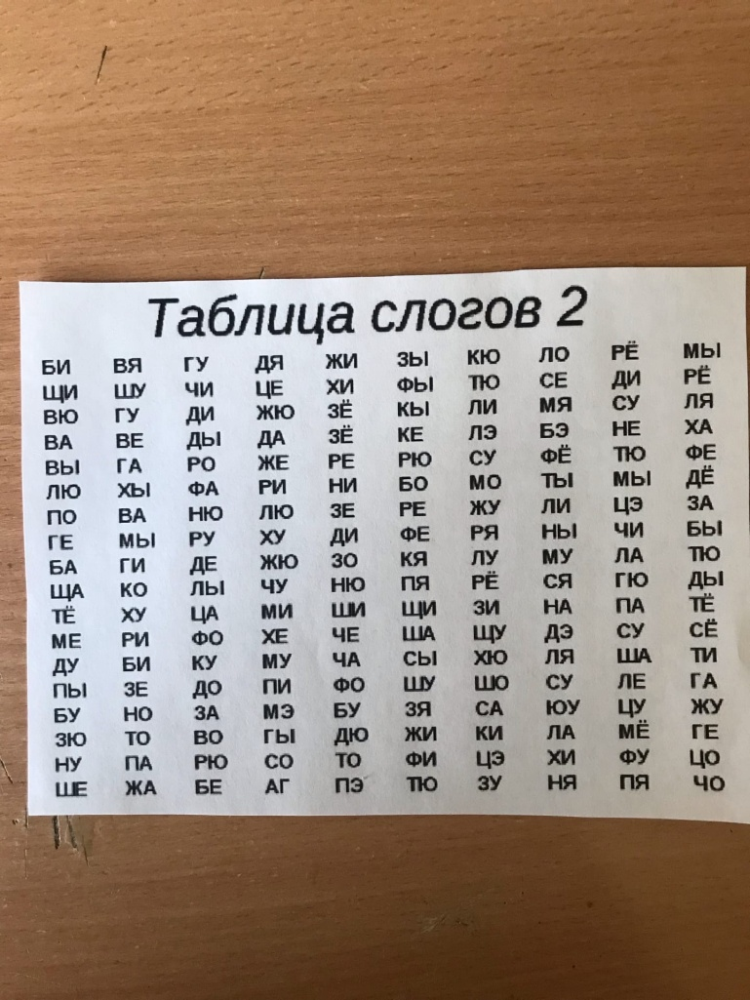 Таблица слогов 2
БИ ВЯ ГУ ДЯ ЖИ ЗЫ КЮ ЛО РЁ МЫ
ЩИ ШУ ЧИ ЦЕ ХИ ФЫ ТЮ СЕ ДИ РЁ
ВЮ ГУ ДИ ЖЮ ЗЁ КЫ ЛИ МЯ СУ ЛЯ
ВА ВЕ ДЫ ДА ЗЁ КЕ ЛЭ БЭ НЕ ХА
ВЫ ГА РО ЖЕ РЕ РЮ СУ ФЁ ТЮ ФЕ
ЛЮ ХЫ ФА РИ НИ БО МО ТЫ МЫ ДЁ
ПО ВА НЮ ЛЮ ЗЕ РЕ ЖУ ЛИ ЦЭ ЗА
ГЕ МЫ РУ ХУ ДИ ФЕ РЯ НЫ ЧИ БЫ
БА ГИ ДЕ ЖЮ ЗО КЯ ЛУ МУ ЛА ТЮ
ЩА КО ЛЫ ЧУ НЮ ПЯ РЁ СЯ ГЮ ДЫ
ТЁ ХУ ЦА МИ ШИ ЩИ ЗИ НА ПА ТЁ
МЕ РИ ФО ХЕ ЧЕ ША ЩУ ДЭ СУ СЁ
ДУ БИ КУ МУ ЧА СЫ ХЮ ЛЯ ША ТИ
ПЫ ЗЕ ДО ПИ ФО ШУ ШО СУ ЛЕ ГА
БУ НО ЗА МЭ БУ ЗЯ СА ЮУ ЦУ ЖУ
ЗЮ ТО ВО ГЫ ДЮ ЖИ КИ ЛА МЁ ГЕ
НУ ПА РЮ СО ТО ФИ ЦЭ ХИ ФУ ЦО
ШЕ ЖА БЕ АГ ПЭ ТЮ ЗУ НЯ ПЯ ЧО